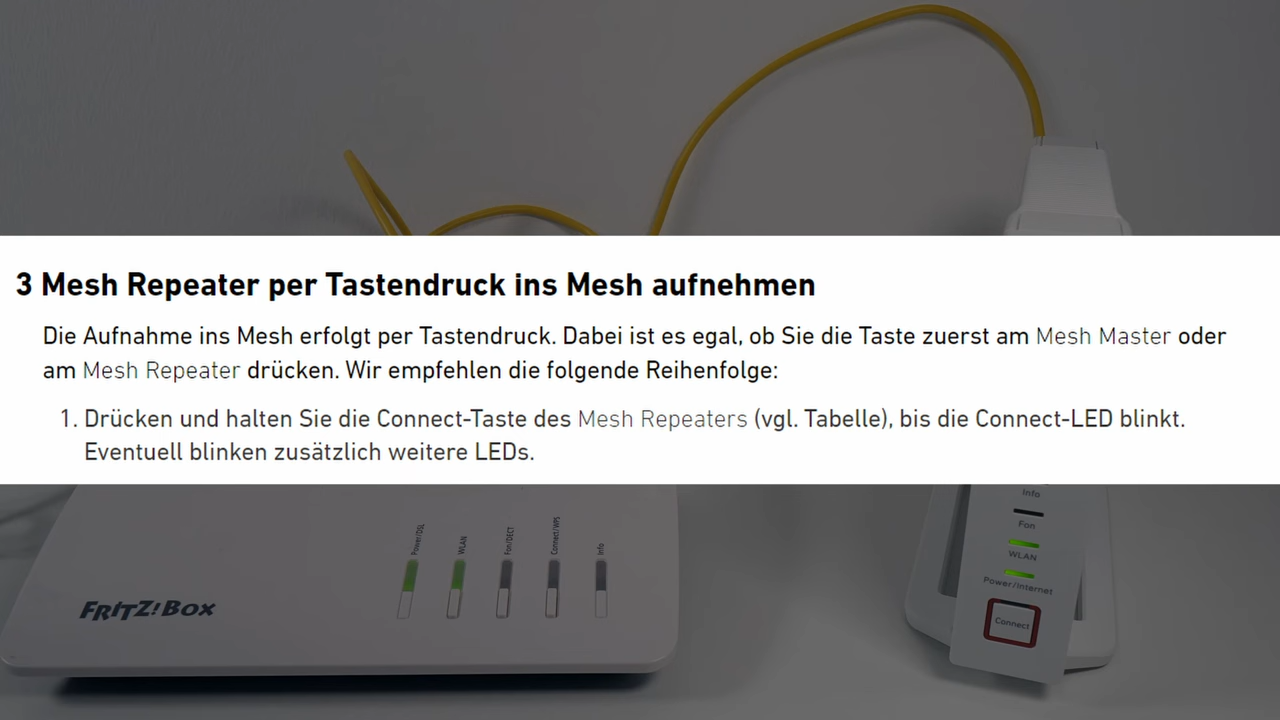 3 Mesh Repeater per Tastendruck ins Mesh aufnehmen
Die Aufnahme ins Mesh erfolgt per Tastendruck. Dabei ist es egal, ob Sie die Taste zuerst am Mesh Master oder
am Mesh Repeater drücken. Wir empfehlen die folgende Reihenfolge:
1. Drücken und halten Sie die Connect-Taste des Mesh Repeaters (vgl. Tabelle), bis die Connect-LED blinkt.
Eventuell blinken zusätzlich weitere LEDs.
FRITZ!Box
Power/DSL
WLAN
Fon/DECT
Connect/WPS
Info
Info
Fon
WLAN
Power/Internet
Connect